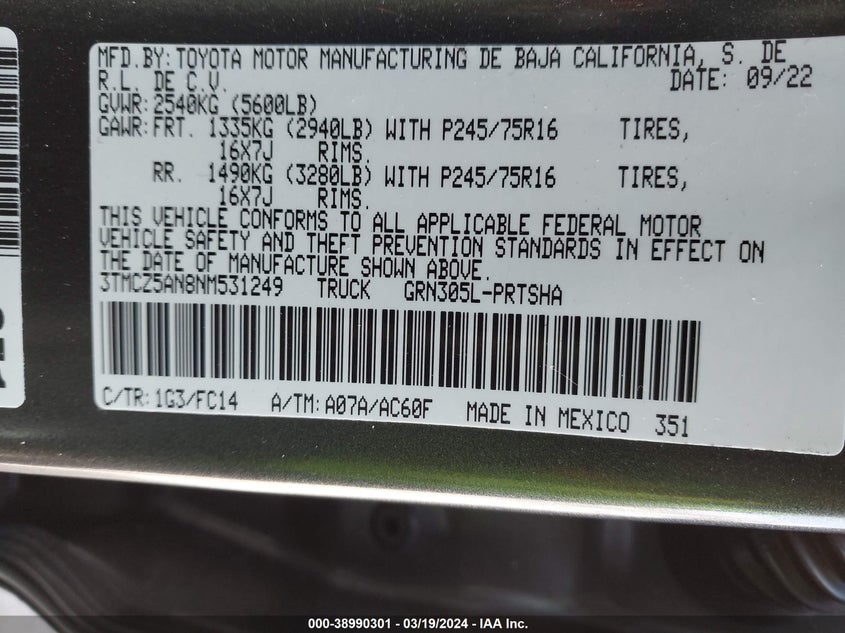 MFD.BY: TOYOTA MOTOR MANUFACTURING DE BAJA CALIFORNIA, S. DE
R.L. DE C.V. DATE: 09/22
GVWR: 2540KG (5600LB)
GAWR: FRT. 1335KG (2940LB) WITH P245/75R16 TIRES,
16X7J RIMS.
RR. 1490KG (3280LB) WITH P245/75R16 TIRES,
16X7J RIMS.
THIS VEHICLE CONFORMS TO ALL APPLICABLE FEDERAL MOTOR
VEHICLE SAFETY AND THEFT PREVENTION STANDARDS IN EFFECT ON
THE DATE OF MANUFACTURE SHOWN ABOVE.
3TMCZ5AN8NM531249 TRUCK GRN305L-PRTSHA
C/TR: 1G3/FC14 A/TM: A07A/AC60F MADE IN MEXICO 351
000-38990301 - 03/19/2024 - IAA Inc.